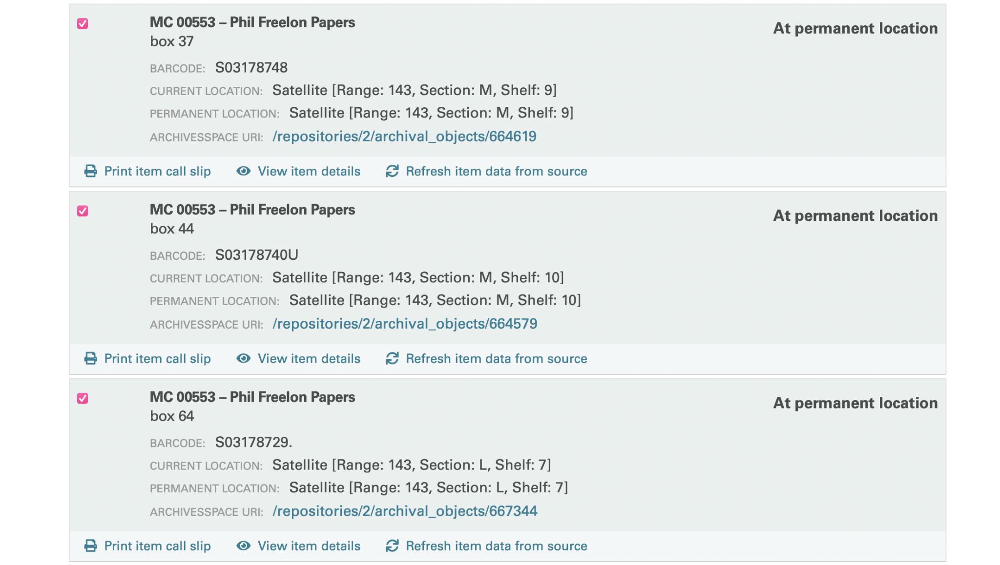 MC 00553 – Phil Freelon Papers
At permanent location
box 37
BARCODE: S03178748
CURRENT LOCATION: Satellite [Range: 143, Section: M, Shelf: 9]
PERMANENT LOCATION: Satellite [Range: 143, Section: M, Shelf: 9]
ARCHIVESSPACE URI: /repositories/2/archival_objects/664619
Print item call slip View item details Refresh item data from source
MC 00553 – Phil Freelon Papers
At permanent location
box 44
BARCODE: S03178740U
CURRENT LOCATION: Satellite [Range: 143, Section: M, Shelf: 10]
PERMANENT LOCATION: Satellite [Range: 143, Section: M, Shelf: 10]
ARCHIVESSPACE URI: /repositories/2/archival_objects/664579
Print item call slip View item details Refresh item data from source
MC 00553 – Phil Freelon Papers
At permanent location
box 64
BARCODE: S03178729.
CURRENT LOCATION: Satellite [Range: 143, Section: L, Shelf: 7]
PERMANENT LOCATION: Satellite [Range: 143, Section: L, Shelf: 7]
ARCHIVESSPACE URI: /repositories/2/archival_objects/667344
Print item call slip View item details Refresh item data from source